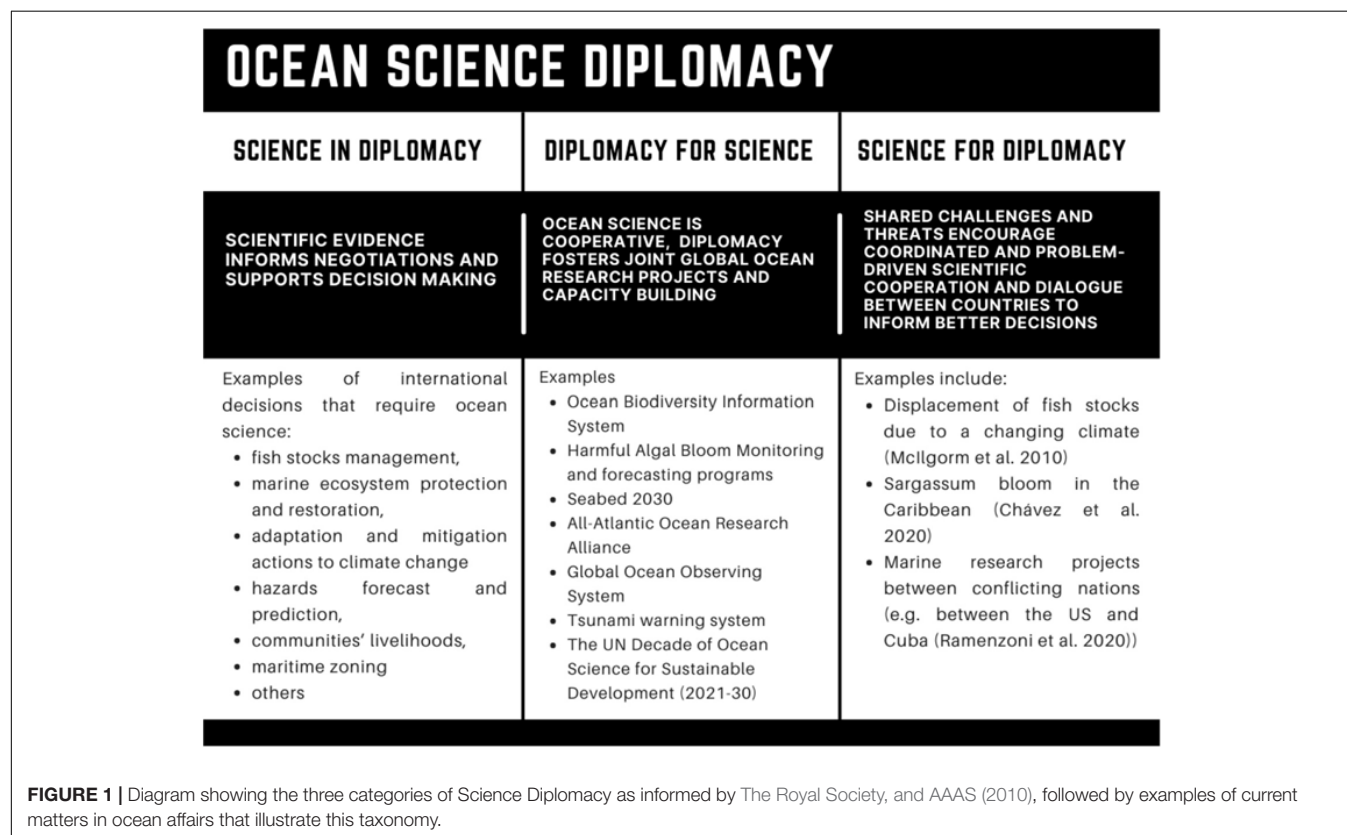 OCEAN SCIENCE DIPLOMACY
SCIENCE IN DIPLOMACY
SCIENTIFIC EVIDENCE
INFORMS NEGOTIATIONS AND
SUPPORTS DECISION MAKING
Examples of international
decisions that require ocean
science:
• fish stocks management,
• marine ecosystem protection
and restoration,
• adaptation and mitigation
actions to climate change
• hazards forecast and
prediction,
• communities’ livelihoods,
• maritime zoning
• others
DIPLOMACY FOR SCIENCE
OCEAN SCIENCE IS
COOPERATIVE, DIPLOMACY
FOSTERS JOINT GLOBAL OCEAN
RESEARCH PROJECTS AND
CAPACITY BUILDING
Examples
• Ocean Biodiversity Information
System
• Harmful Algal Bloom Monitoring
and forecasting programs
• Seabed 2030
• All-Atlantic Ocean Research
Alliance
• Global Ocean Observing
System
• Tsunami warning system
• The UN Decade of Ocean
Science for Sustainable
Development (2021-30)
SCIENCE FOR DIPLOMACY
SHARED CHALLENGES AND
THREATS ENCOURAGE
COORDINATED AND PROBLEM-
DRIVEN SCIENTIFIC
COOPERATION AND DIALOGUE
BETWEEN COUNTRIES TO
INFORM BETTER DECISIONS
Examples include:
• Displacement of fish stocks
due to a changing climate
(McIlgorm et al. 2010)
• Sargassum bloom in the
Caribbean (Chávez et al.
2020)
• Marine research projects
between conflicting nations
(e.g. between the US and
Cuba (Ramenzoni et al. 2020))
FIGURE 1 | Diagram showing the three categories of Science Diplomacy as informed by The Royal Society, and AAAS (2010), followed by examples of current
matters in ocean affairs that illustrate this taxonomy.